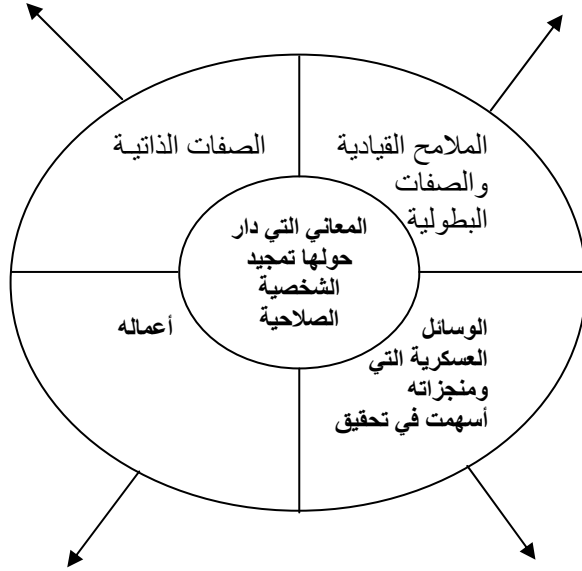 الملامح القيادية
والصفات
البطولية
الصفات الذاتيـة
المعاني التي دار
حولها تمجيد
الشخصية
الصلاحية
الوسائل
العسكرية التي
ومنجزاته
أسهمت في تحقيق
أعماله